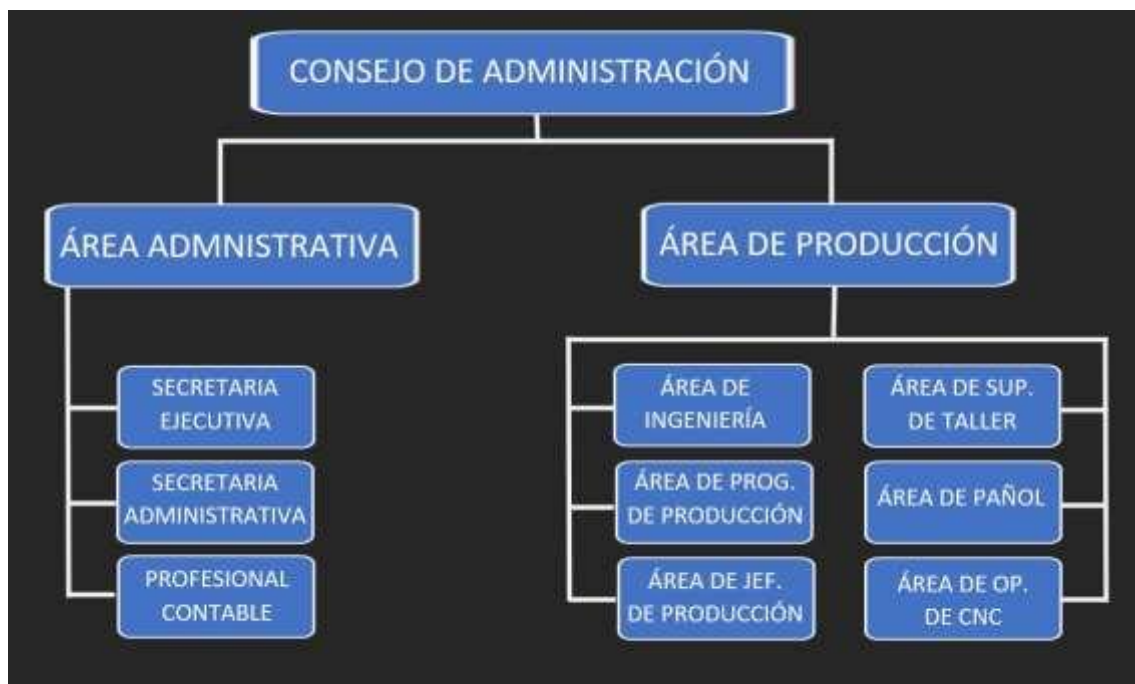 CONSEJO DE ADMINISTRACIÓN
ÁREA ADMNISTRATIVA
ÁREA DE PRODUCCIÓN
SECRETARIA
EJECUTIVA
SECRETARIA
ADMINISTRATIVA
PROFESIONAL
CONTABLE
ÁREA DE
INGENIERÍA
ÁREA DE PROG.
DE PRODUCCIÓN
ÁREA DE JEF.
DE PRODUCCIÓN
ÁREA DE SUP.
DE TALLER
ÁREA DE PAÑOL
ÁREA DE OP.
DE CNC